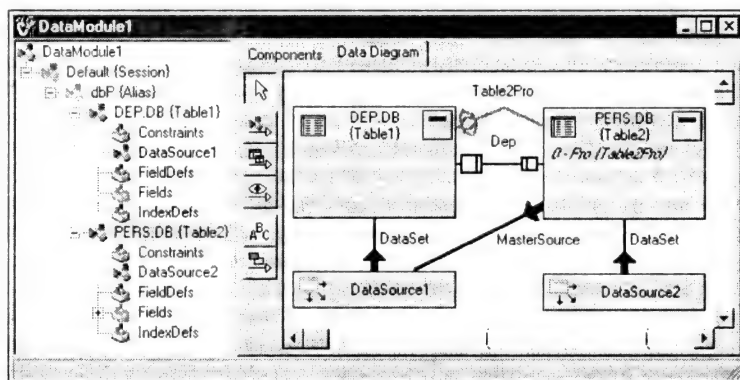 DataModule1
DataModule1
Default {Session}
dbP {Alias}
DEP.DB {Table1}
Constraints
DataSource1
FieldDefs
Fields
IndexDefs
PERS.DB {Table2}
Constraints
DataSource2
FieldDefs
Fields
IndexDefs
Components
Data Diagram
ABC
Table2Pro
DEP.DB
{Table1}
Dep
PERS.DB
{Table2}
0 - Pro {Table2Pro}
DataSet
MasterSource
DataSet
DataSource1
DataSource2